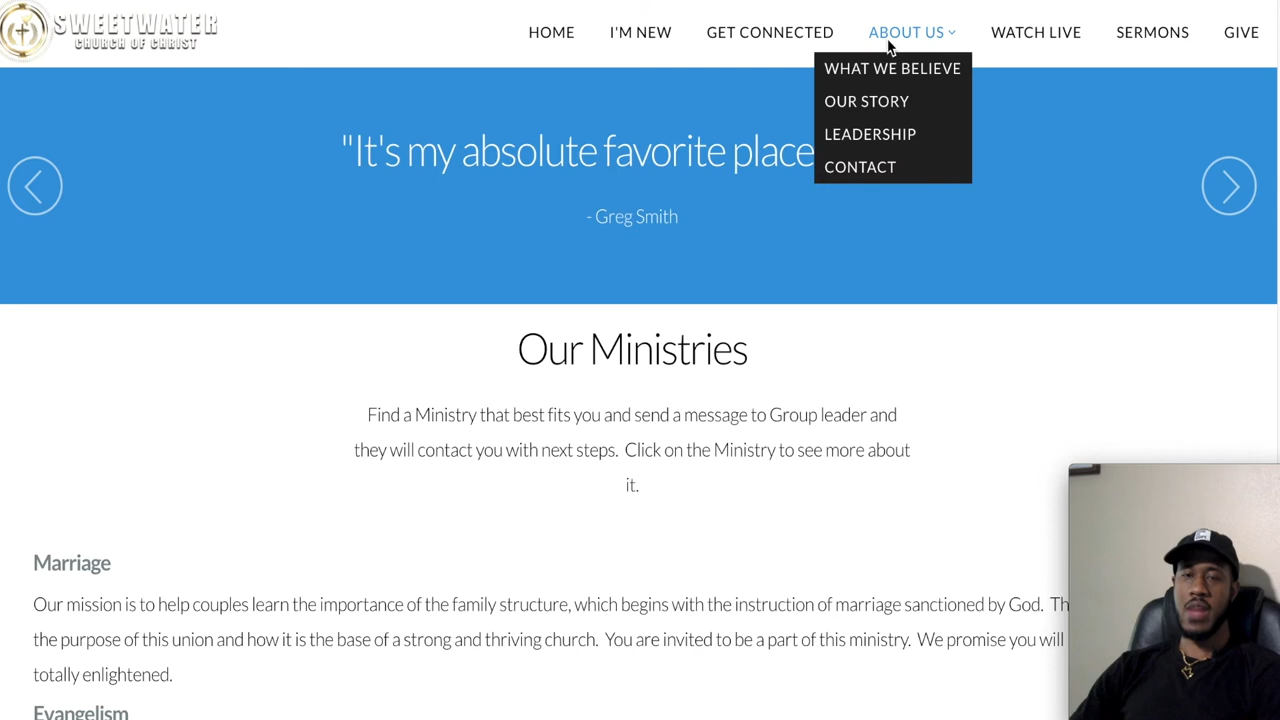 SWEETWATER
CHURCH OF CHRIST
HOME
I'M NEW
GET CONNECTED
ABOUT US
WATCH LIVE
SERMONS
GIVE
WHAT WE BELIEVE
OUR STORY
LEADERSHIP
CONTACT
"It's my absolute favorite place
- Greg Smith
Our Ministries
Find a Ministry that best fits you and send a message to Group leader and
they will contact you with next steps. Click on the Ministry to see more about
it.
Marriage
Our mission is to help couples learn the importance of the family structure, which begins with the instruction of marriage sanctioned by God. Th
the purpose of this union and how it is the base of a strong and thriving church. You are invited to be a part of this ministry. We promise you will
totally enlightened.
Evangelism